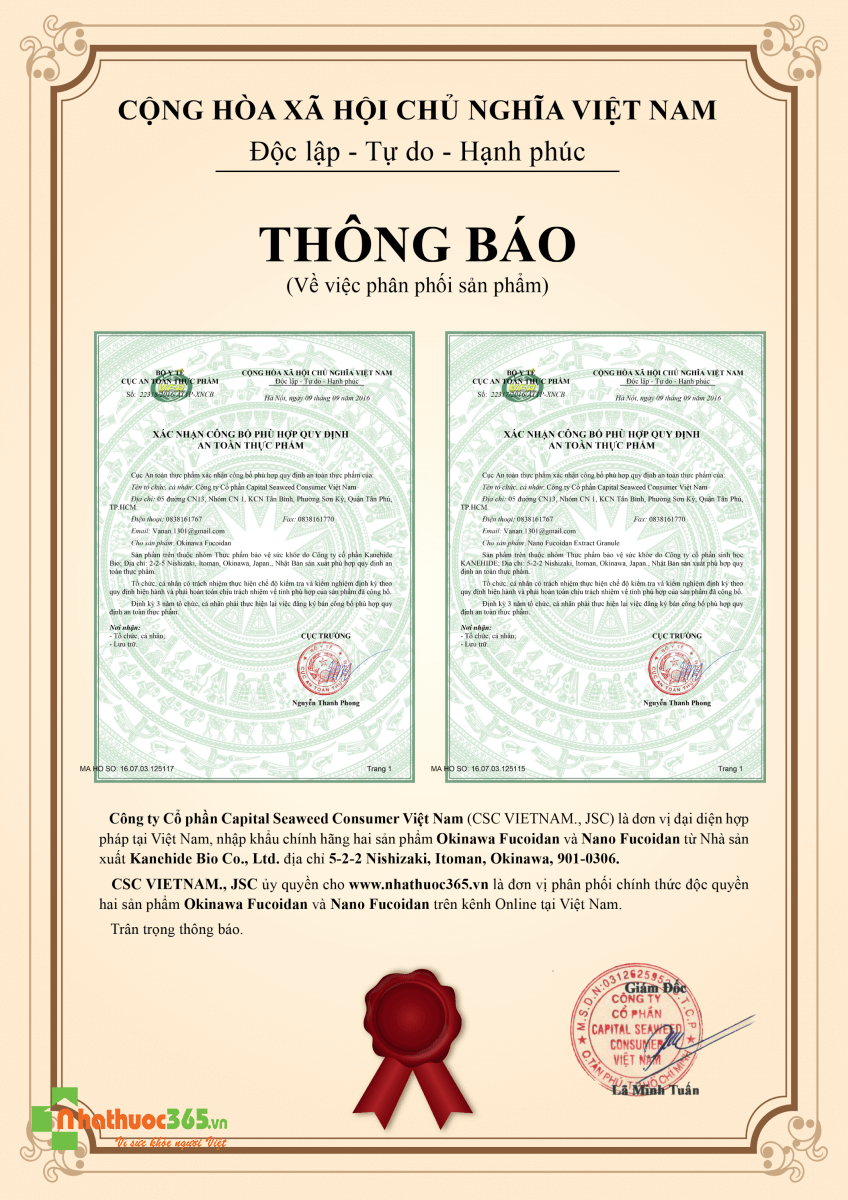 CỘNG HÒA XÃ HỘI CHỦ NGHĨA VIỆT NAM
Độc lập - Tự do - Hạnh phúc
THÔNG BÁO
(Về việc phân phối sản phẩm)
BỘ Y TẾ
CỤC AN TOÀN THỰC PHẨM
Số:
CỘNG HÒA XÃ HỘI CHỦ NGHĨA VIỆT NAM
Độc lập - Tự do - Hạnh phúc
Hà Nội, ngày 09 tháng 09 năm 2016
XÁC NHẬN CÔNG BỐ PHÙ HỢP QUY ĐỊNH
AN TOÀN THỰC PHẨM
Cục An toàn thực phẩm xác nhận công bố phù hợp quy định an toàn thực phẩm của:
Tên tổ chức, cá nhân: Công ty Cổ phần Capital Seaweed Consumer Việt Nam
Địa chỉ: 05 đường CN13, Nhóm CN 1, KCN Tân Bình, Phường Sơn Kỳ, Quận Tân Phú,
TP.HCM.
Điện thoại: 0838161767 Fax: 0838161770
Email: Vanan.1301@gmail.com
Cho sản phẩm: Okinawa Fucoidan
Sản phẩm trên thuộc nhóm Thực phẩm bảo vệ sức khỏe do Công ty cổ phần Kanehide
Bio; Địa chỉ: 2-2-5 Nishizaki, Itoman, Okinawa, Japan., Nhật Bản sản xuất phù hợp quy định an
toàn thực phẩm.
Tổ chức, cá nhân có trách nhiệm thực hiện chế độ kiểm tra và kiểm nghiệm định kỳ theo
quy định hiện hành và phải hoàn toàn chịu trách nhiệm về tính phù hợp của sản phẩm đã công bố.
Định kỳ 3 năm tổ chức, cá nhân phải thực hiện lại việc đăng ký bản công bố phù hợp quy
định an toàn thực phẩm.
Nơi nhận:
- Tổ chức, cá nhân;
- Lưu trữ.
CỤC TRƯỞNG
Nguyễn Thanh Phong
MA HO SO: 16.07.03.125117 Trang 1
BỘ Y TẾ
CỤC AN TOÀN THỰC PHẨM
Số:
CỘNG HÒA XÃ HỘI CHỦ NGHĨA VIỆT NAM
Độc lập - Tự do - Hạnh phúc
Hà Nội, ngày 09 tháng 09 năm 2016
XÁC NHẬN CÔNG BỐ PHÙ HỢP QUY ĐỊNH
AN TOÀN THỰC PHẨM
Cục An toàn thực phẩm xác nhận công bố phù hợp quy định an toàn thực phẩm của:
Tên tổ chức, cá nhân: Công ty Cổ phần Capital Seaweed Consumer Việt Nam
Địa chỉ: 05 đường CN13, Nhóm CN 1, KCN Tân Bình, Phường Sơn Kỳ, Quận Tân Phú,
TP.HCM.
Điện thoại: 0838161767 Fax: 0838161770
Email: Vanan.1301@gmail.com
Cho sản phẩm: Nano Fucoidan Extract Granule
Sản phẩm trên thuộc nhóm Thực phẩm bảo vệ sức khỏe do Công ty cổ phần sinh học
KANEHIDE; Địa chỉ: 5-2-2 Nishizaki, Itoman, Okinawa, Japan., Nhật Bản sản xuất phù hợp quy
định an toàn thực phẩm.
Tổ chức, cá nhân có trách nhiệm thực hiện chế độ kiểm tra và kiểm nghiệm định kỳ theo
quy định hiện hành và phải hoàn toàn chịu trách nhiệm về tính phù hợp của sản phẩm đã công bố.
Định kỳ 3 năm tổ chức, cá nhân phải thực hiện lại việc đăng ký bản công bố phù hợp quy
định an toàn thực phẩm.
Nơi nhận:
- Tổ chức, cá nhân;
- Lưu trữ.
CỤC TRƯỞNG
Nguyễn Thanh Phong
MA HO SO: 16.07.03.125115 Trang 1
Công ty Cổ phần Capital Seaweed Consumer Việt Nam (CSC VIETNAM., JSC) là đơn vị đại diện hợp
pháp tại Việt Nam, nhập khẩu chính hãng hai sản phẩm Okinawa Fucoidan và Nano Fucoidan từ Nhà sản
xuất Kanehide Bio Co., Ltd. địa chỉ 5-2-2 Nishizaki, Itoman, Okinawa, 901-0306.
CSC VIETNAM., JSC ủy quyền cho www.nhathuoc365.vn là đơn vị phân phối chính thức độc quyền
hai sản phẩm Okinawa Fucoidan và Nano Fucoidan trên kênh Online tại Việt Nam.
Trân trọng thông báo.
Giám Đốc
CÔNG TY
CỔ PHẦN
CAPITAL SEAWEED
CONSUMER
VIỆT NAM
Lã Minh Tuấn
Nhathuoc365.vn
Vì sức khỏe người Việt